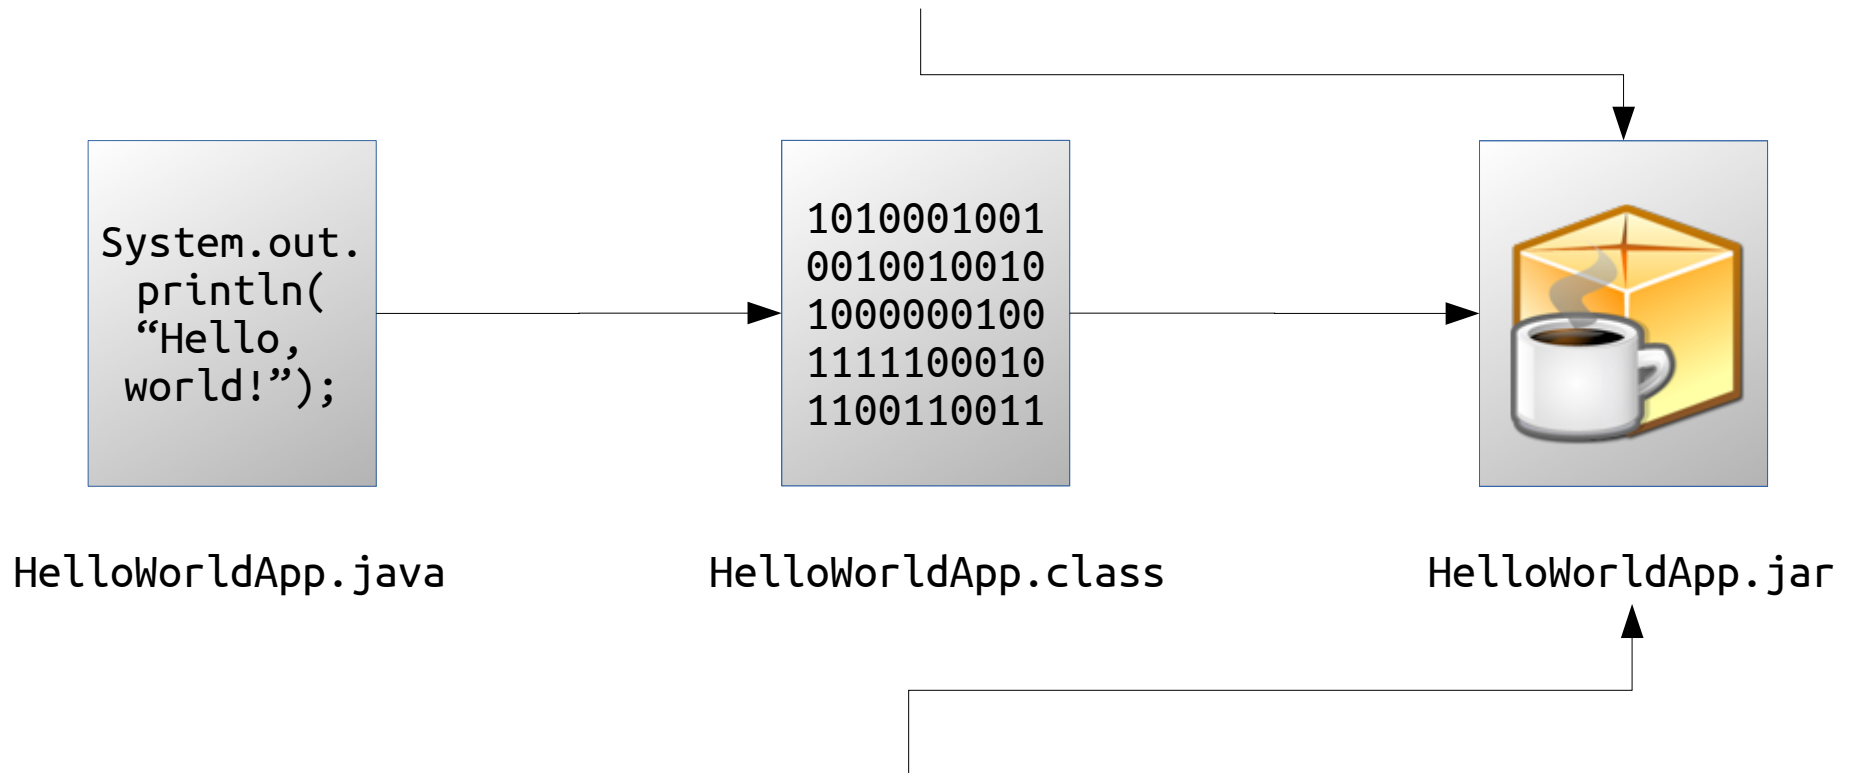 System.out.
println(
“Hello,
world!”);
1010001001
0010010010
1000000100
1111100010
1100110011
HelloWorldApp.java
HelloWorldApp.class
HelloWorldApp.jar